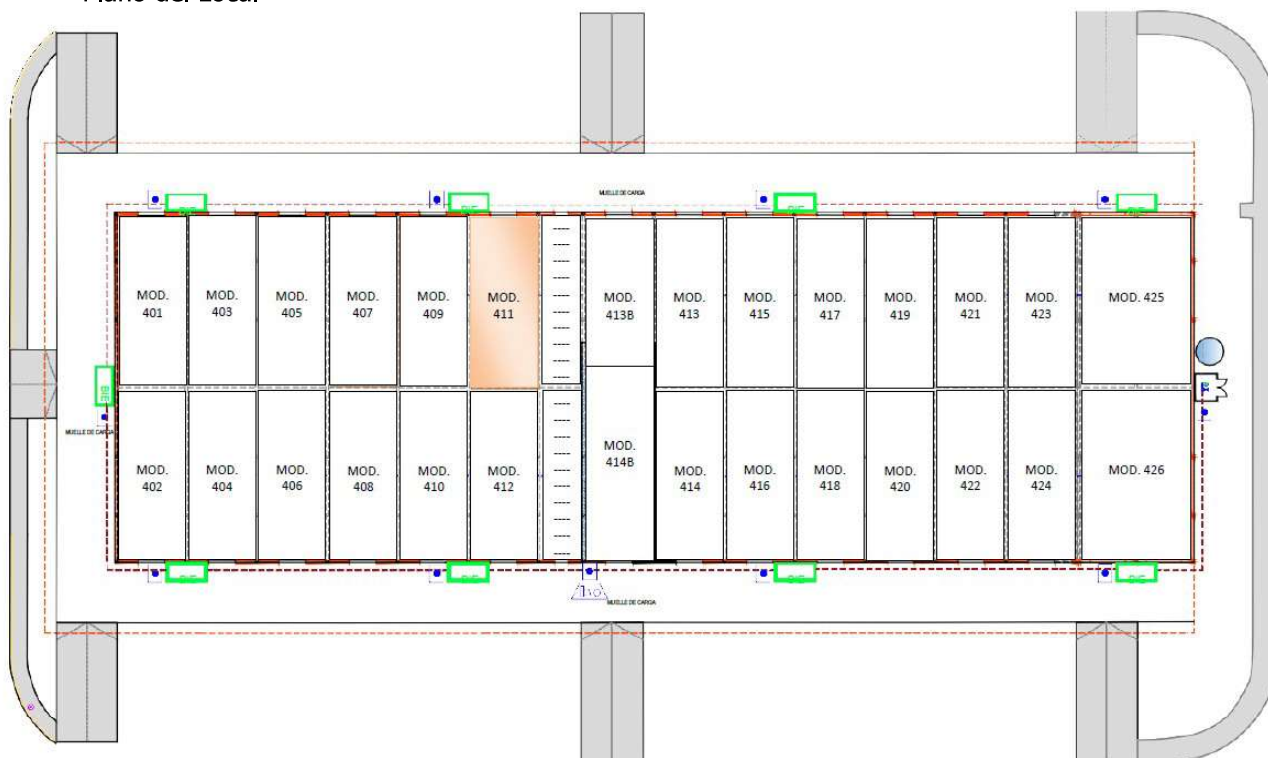 Plano del Local
MUELLE DE CARGA
MOD.
401
MOD.
403
MOD.
405
MOD.
407
MOD.
409
MOD.
411
MOD.
413B
MOD.
413
MOD.
415
MOD.
417
MOD.
419
MOD.
421
MOD.
423
MOD. 425
BIE
MUELLE DE CARGA
MOD.
402
MOD.
404
MOD.
406
MOD.
408
MOD.
410
MOD.
412
MOD.
414B
MOD.
414
MOD.
416
MOD.
418
MOD.
420
MOD.
422
MOD.
424
MOD. 426
MUELLE DE CARGA